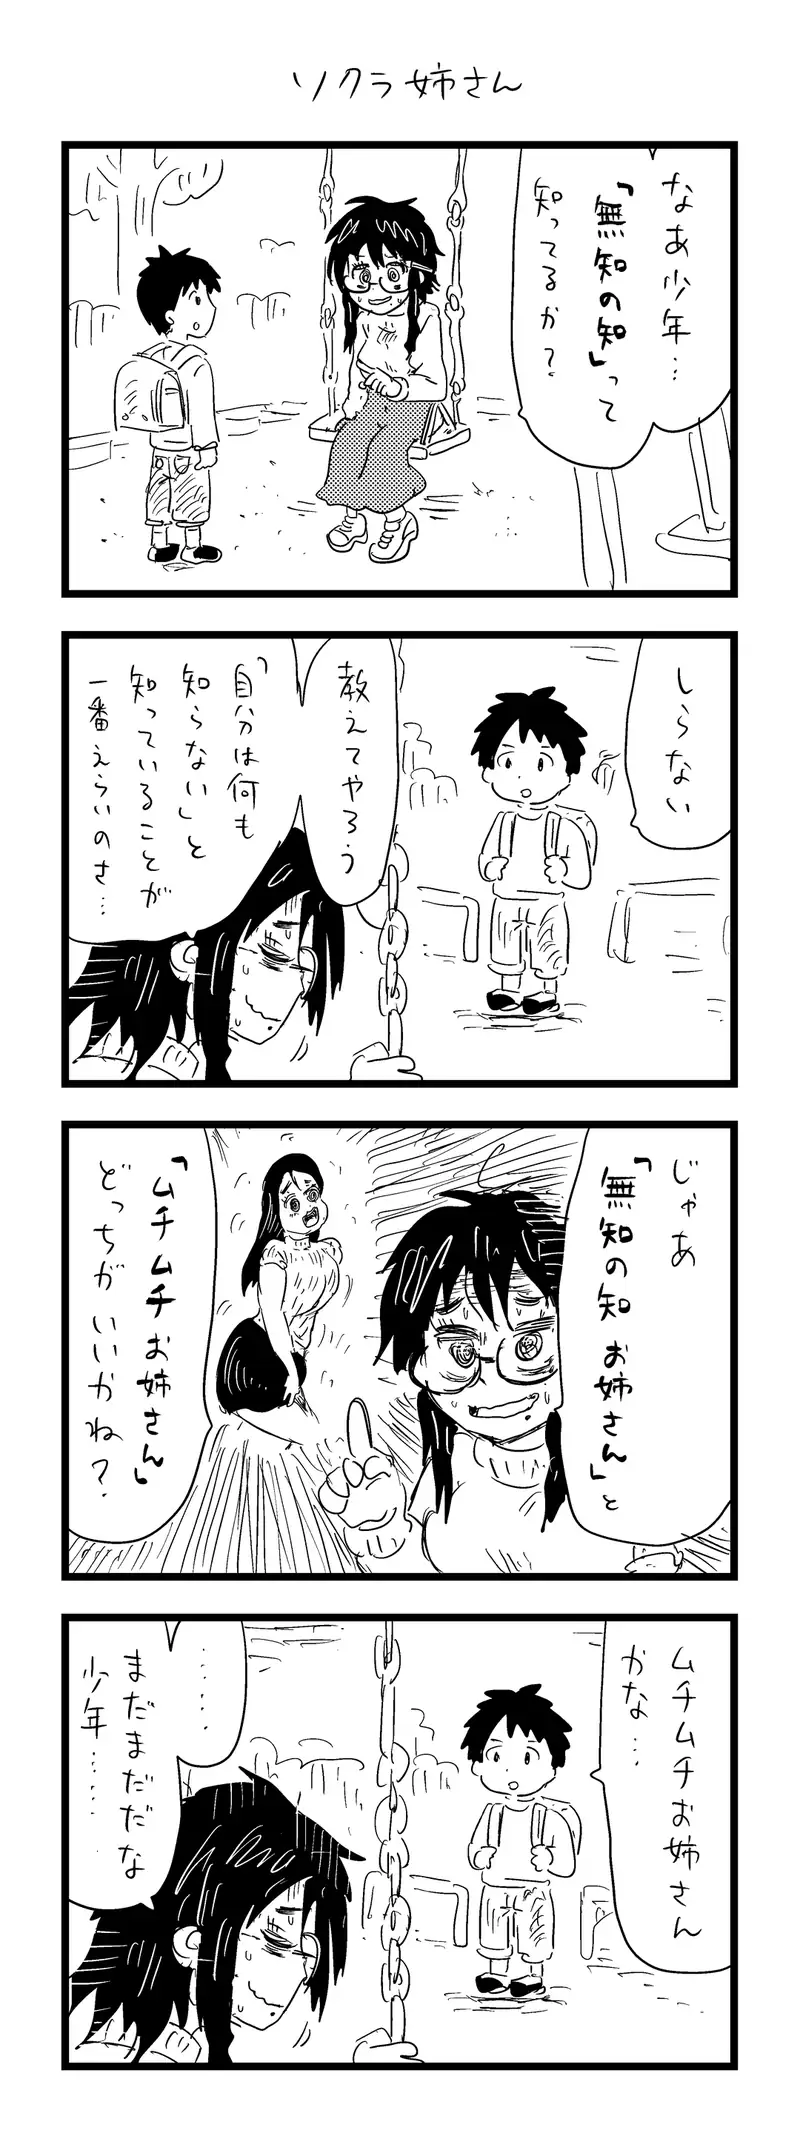 ソクラ姉さん
なあ少年…
「無知の知」って
知ってるか？
しらない
教えてやろう
「自分は何も
知らない」と
知っていることが
一番えらいのさ…
じゃあ
「無知の知 お姉さん」と
「ムチムチお姉さん」
どっちがいいかね？
ムチムチお姉さん
かな…
……
まだまだだな
少年……